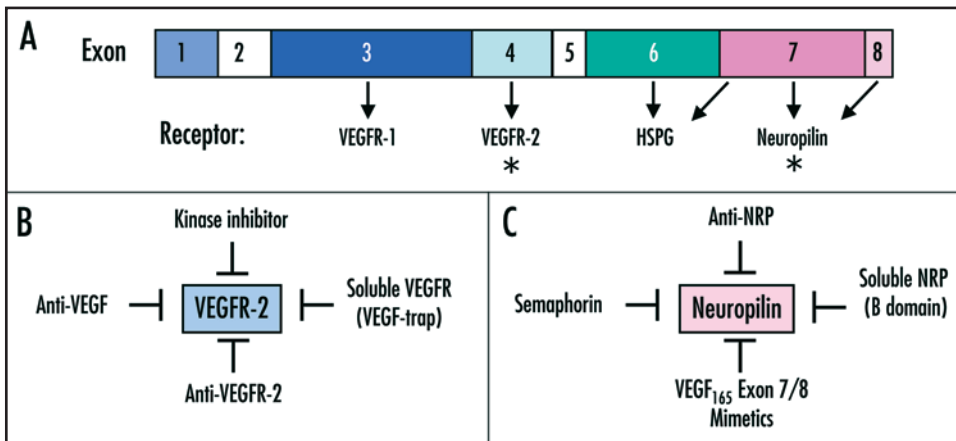 A
Exon 1 2 3 4 5 6 7 8
Receptor: VEGFR-1 VEGFR-2 HSPG Neuropilin
* *
B
Kinase inhibitor
Anti-VEGF
VEGFR-2
Soluble VEGFR
(VEGF-trap)
Anti-VEGFR-2
C
Anti-NRP
Semaphorin
Neuropilin
Soluble NRP
(B domain)
VEGF₁₆₅ Exon 7/8
Mimetics